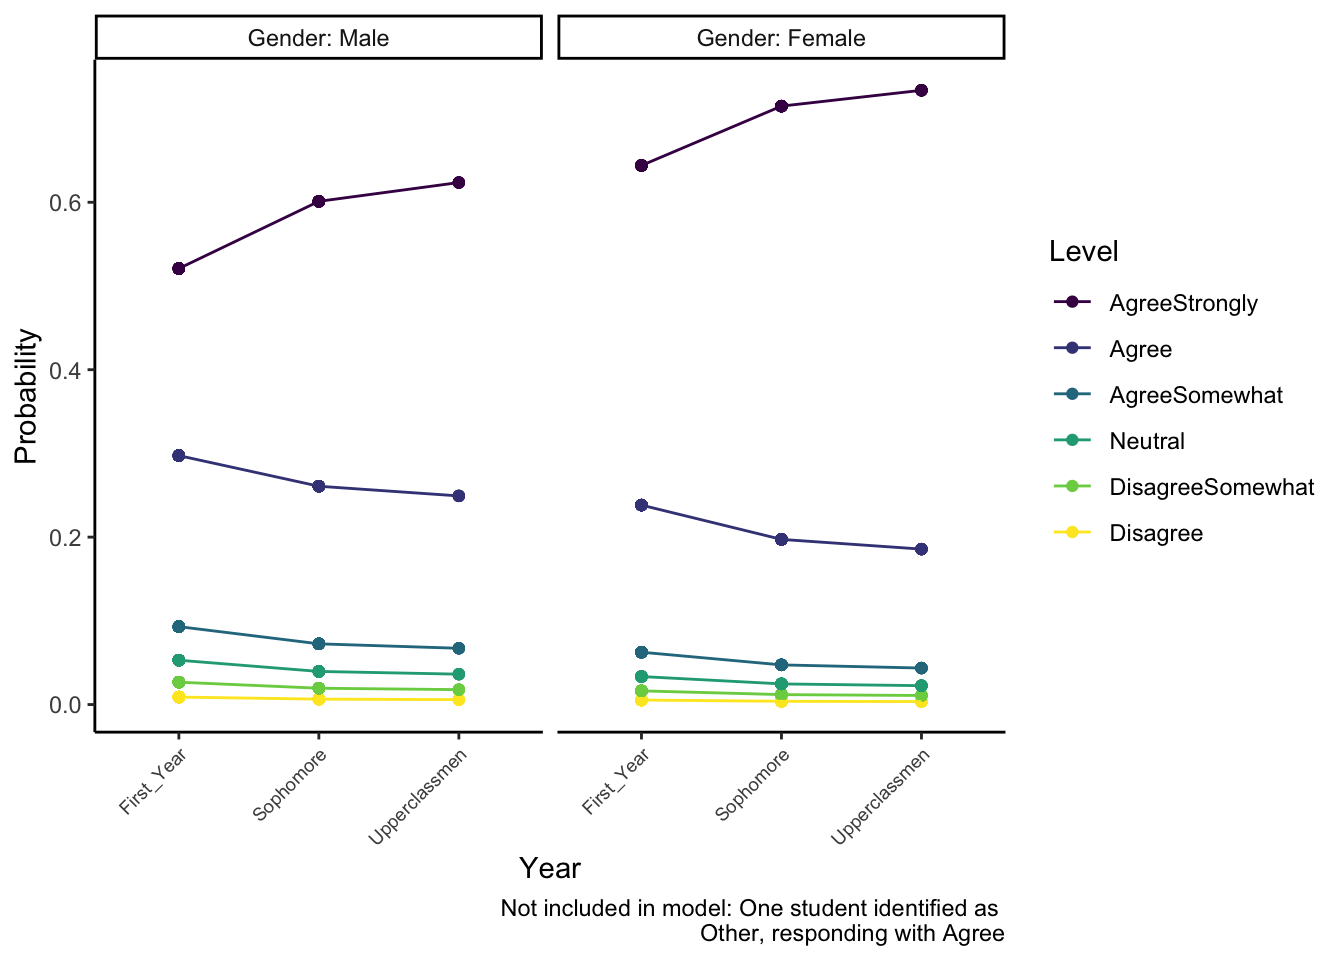 Gender: Male
Gender: Female
Probability
0.6
0.4
0.2
0.0
First_Year
Sophomore
Upperclassmen
First_Year
Sophomore
Upperclassmen
Year
Level
AgreeStrongly
Agree
AgreeSomewhat
Neutral
DisagreeSomewhat
Disagree
Not included in model: One student identified as
Other, responding with Agree